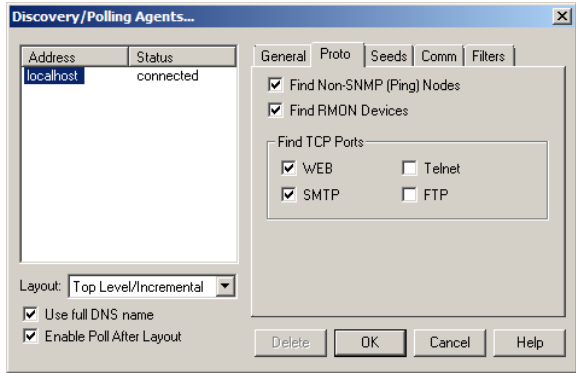 Discovery/Polling Agents...
Address Status
localhost connected
Layout: Top Level/Incremental
Use full DNS name
Enable Poll After Layout
General Proto Seeds Comm Filters
Find Non-SNMP (Ping) Nodes
Find RMON Devices
Find TCP Ports
WEB Telnet
SMTP FTP
Delete OK Cancel Help